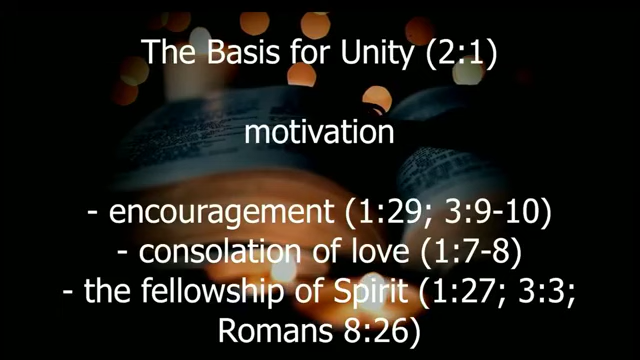 The Basis for Unity (2:1)
motivation
- encouragement (1:29; 3:9-10)
- consolation of love (1:7-8)
- the fellowship of Spirit (1:27; 3:3;
Romans 8:26)